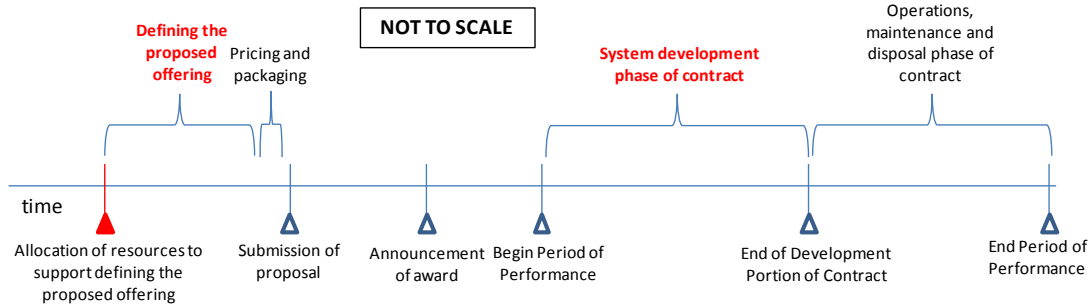 Defining the
proposed
offering
Pricing and
packaging
NOT TO SCALE
System development
phase of contract
Operations,
maintenance and
disposal phase of
contract
time
Allocation of resources to
support defining the
proposed offering
Submission of
proposal
Announcement
of award
Begin Period of
Performance
End of Development
Portion of Contract
End Period of
Performance